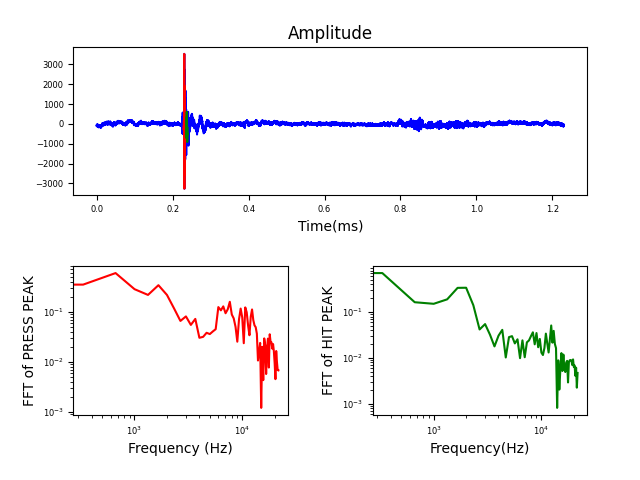 Amplitude
3000
2000
1000
0
−1000
−2000
−3000
0.0 0.2 0.4 0.6 0.8 1.0 1.2
Time(ms)
FFT of PRESS PEAK
10⁻¹
10⁻²
10⁻³
10³ 10⁴
Frequency (Hz)
FFT of HIT PEAK
10⁻¹
10⁻²
10⁻³
10³ 10⁴
Frequency(Hz)